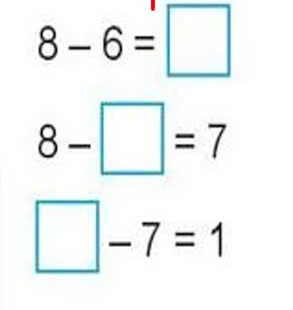 8 – 6 = □
8 – □ = 7
□ – 7 = 1